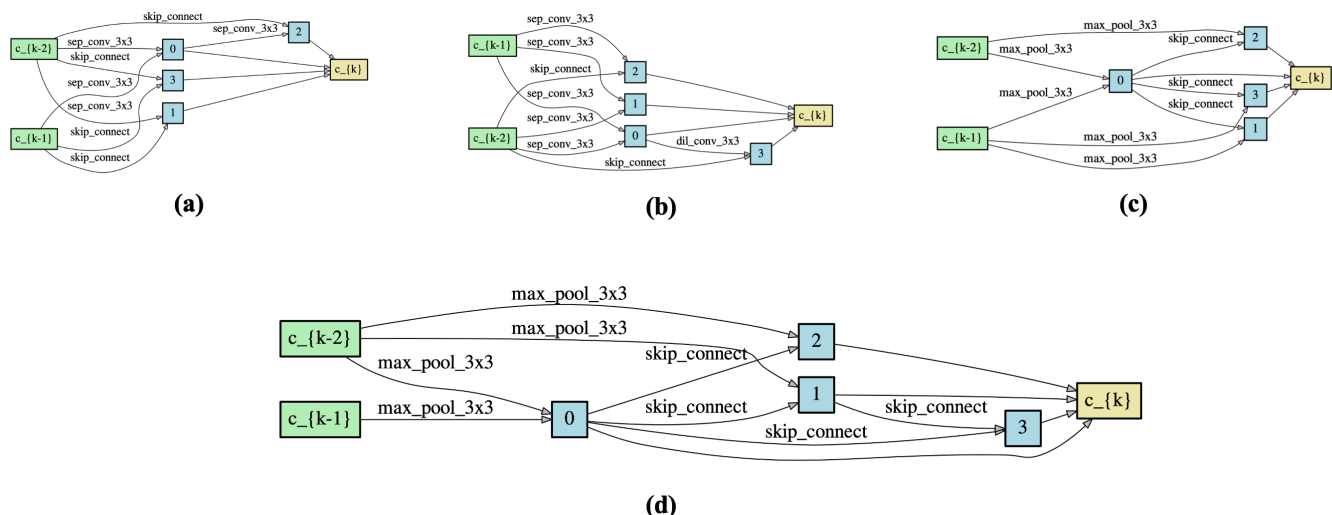 skip_connect
c_{k-2}
sep_conv_3x3
skip_connect
sep_conv_3x3
sep_conv_3x3
sep_conv_3x3
skip_connect
skip_connect
c_{k-1}
0
3
1
2
c_{k}
(a)
sep_conv_3x3
c_{k-1}
sep_conv_3x3
skip_connect
sep_conv_3x3
sep_conv_3x3
c_{k-2}
sep_conv_3x3
skip_connect
dil_conv_3x3
2
1
0
3
c_{k}
(b)
max_pool_3x3
c_{k-2}
max_pool_3x3
skip_connect
max_pool_3x3
skip_connect
skip_connect
c_{k-1}
max_pool_3x3
max_pool_3x3
0
2
3
1
c_{k}
(c)
max_pool_3x3
c_{k-2}
max_pool_3x3
max_pool_3x3
skip_connect
c_{k-1}
max_pool_3x3
skip_connect
skip_connect
skip_connect
0
2
1
3
c_{k}
(d)